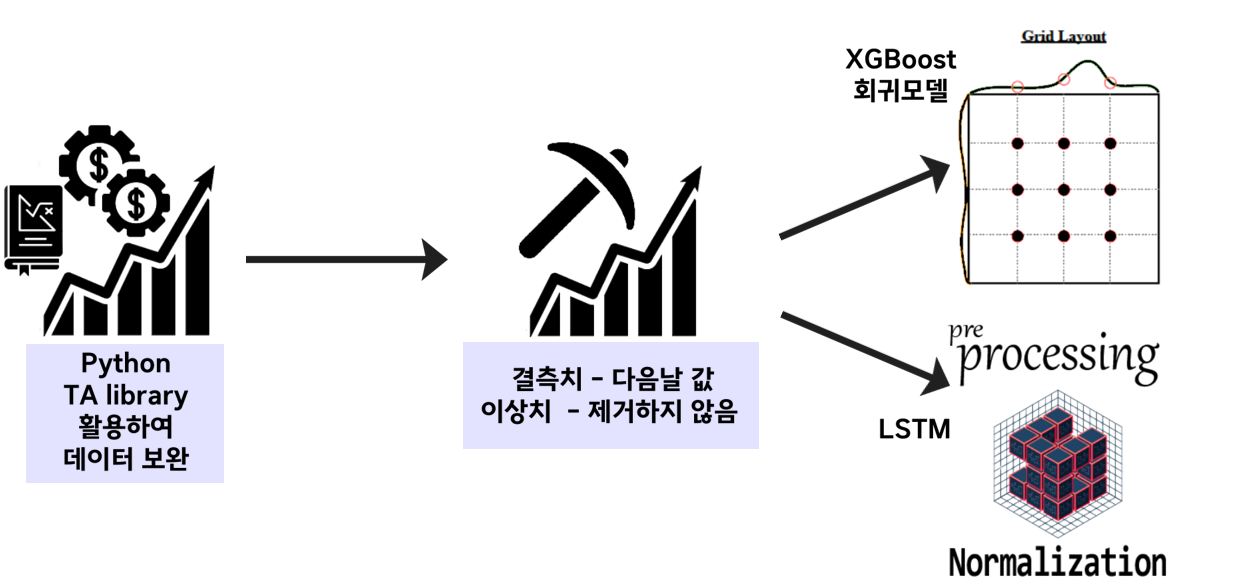 Python
TA library
활용하여
데이터 보완
결측치 - 다음날 값
이상치 - 제거하지 않음
XGBoost
회귀모델
Grid Layout
LSTM
pre
processing
Normalization